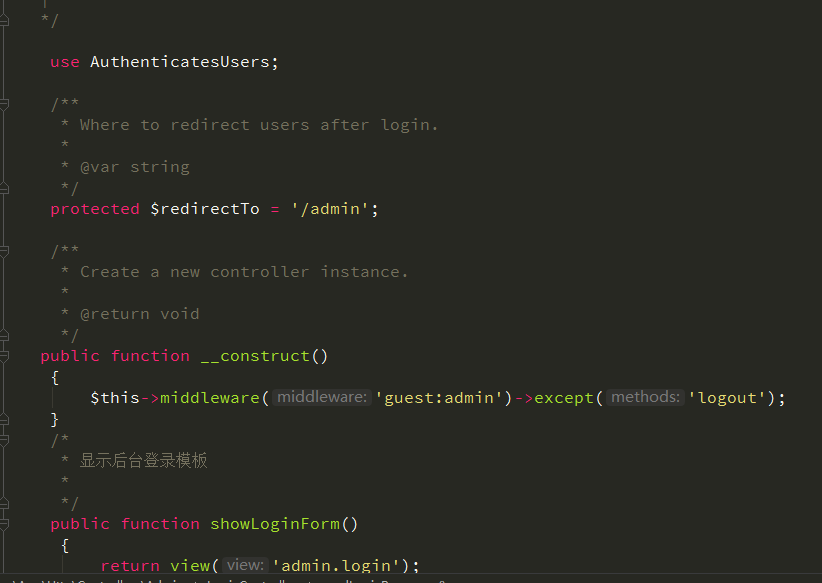 */
use AuthenticatesUsers;
/**
* Where to redirect users after login.
*
* @var string
*/
protected $redirectTo = '/admin';
/**
* Create a new controller instance.
*
* @return void
*/
public function __construct()
{
$this->middleware( middleware: 'guest:admin')->except( methods: 'logout');
}
/*
* 显示后台登录模板
*
*/
public function showLoginForm()
{
return view( view: 'admin.login');